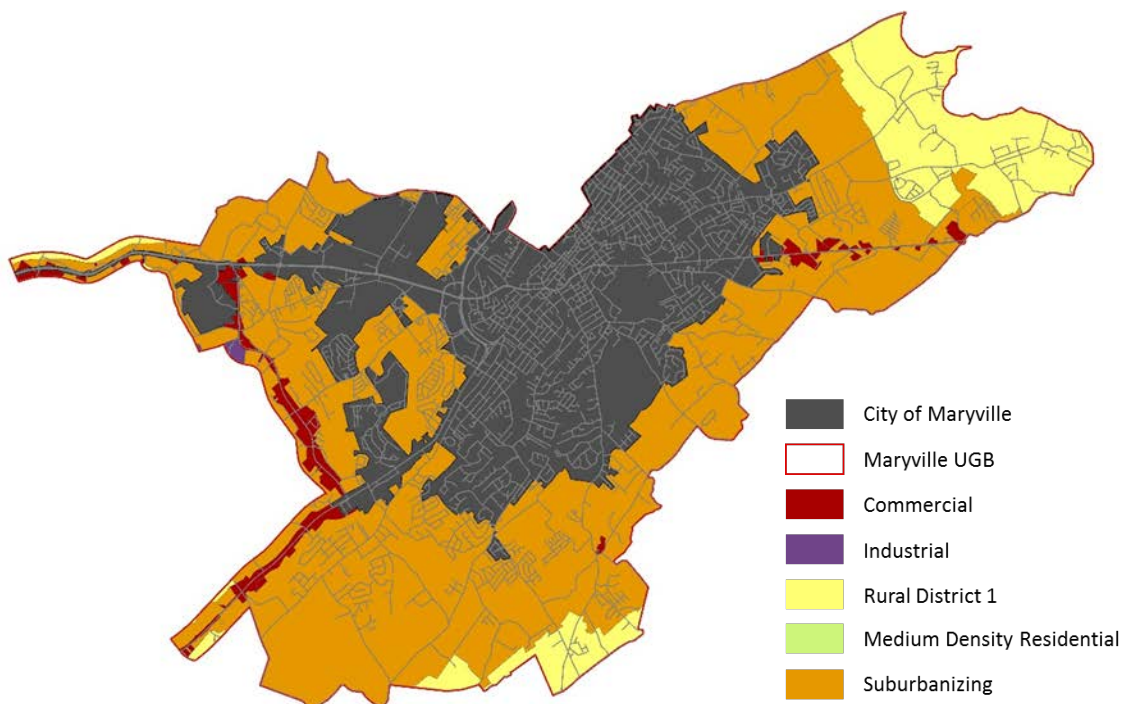 City of Maryville
Maryville UGB
Commercial
Industrial
Rural District 1
Medium Density Residential
Suburbanizing